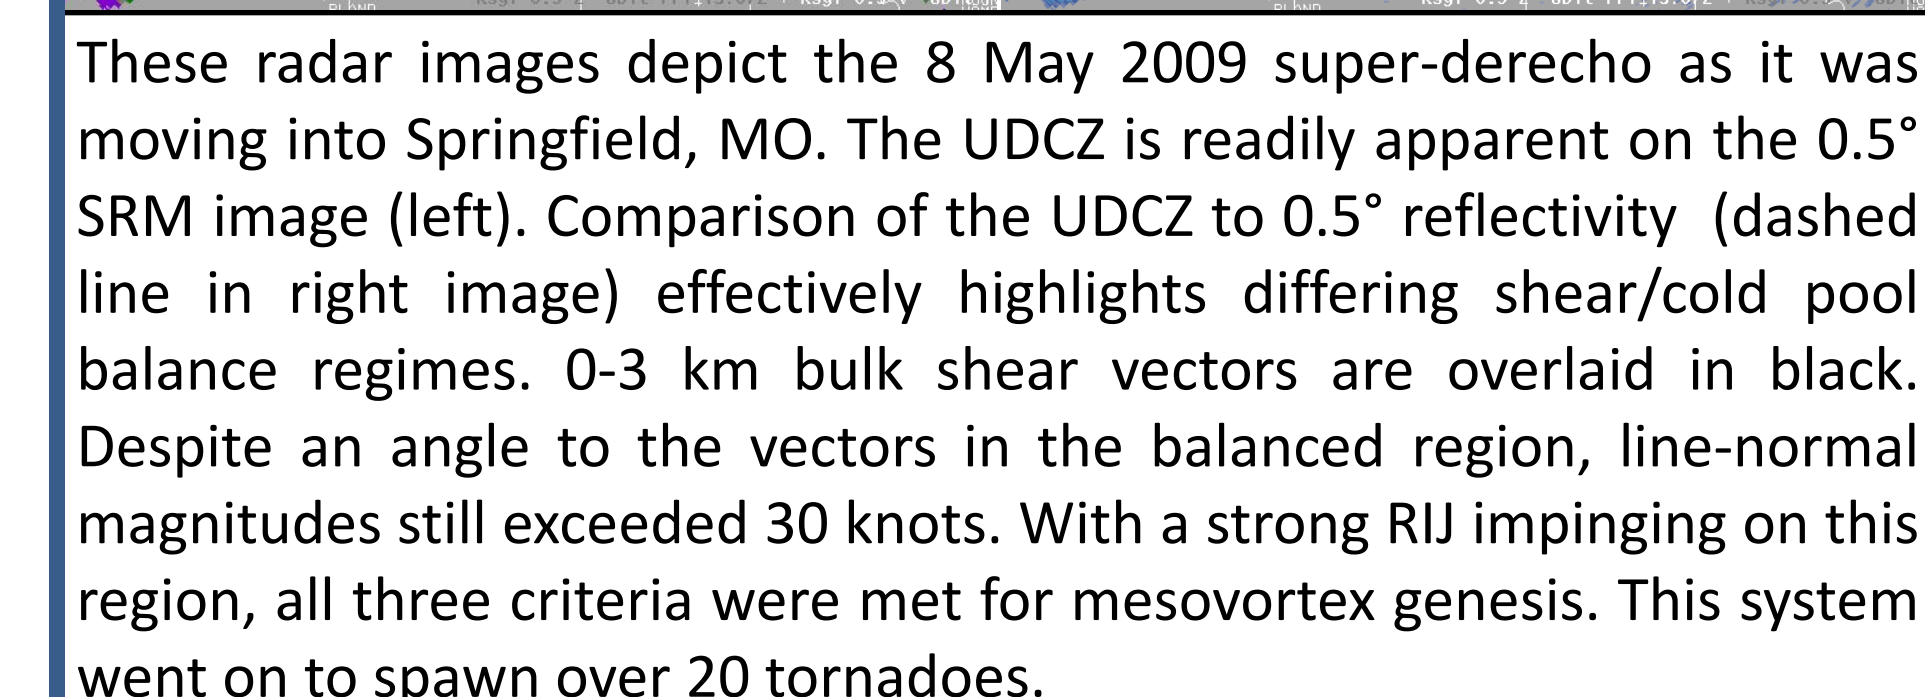 These radar images depict the 8 May 2009 super-derecho as it was
moving into Springfield, MO. The UDCZ is readily apparent on the 0.5°
SRM image (left). Comparison of the UDCZ to 0.5° reflectivity (dashed
line in right image) effectively highlights differing shear/cold pool
balance regimes. 0-3 km bulk shear vectors are overlaid in black.
Despite an angle to the vectors in the balanced region, line-normal
magnitudes still exceeded 30 knots. With a strong RIJ impinging on this
region, all three criteria were met for mesovortex genesis. This system
went on to spawn over 20 tornadoes.